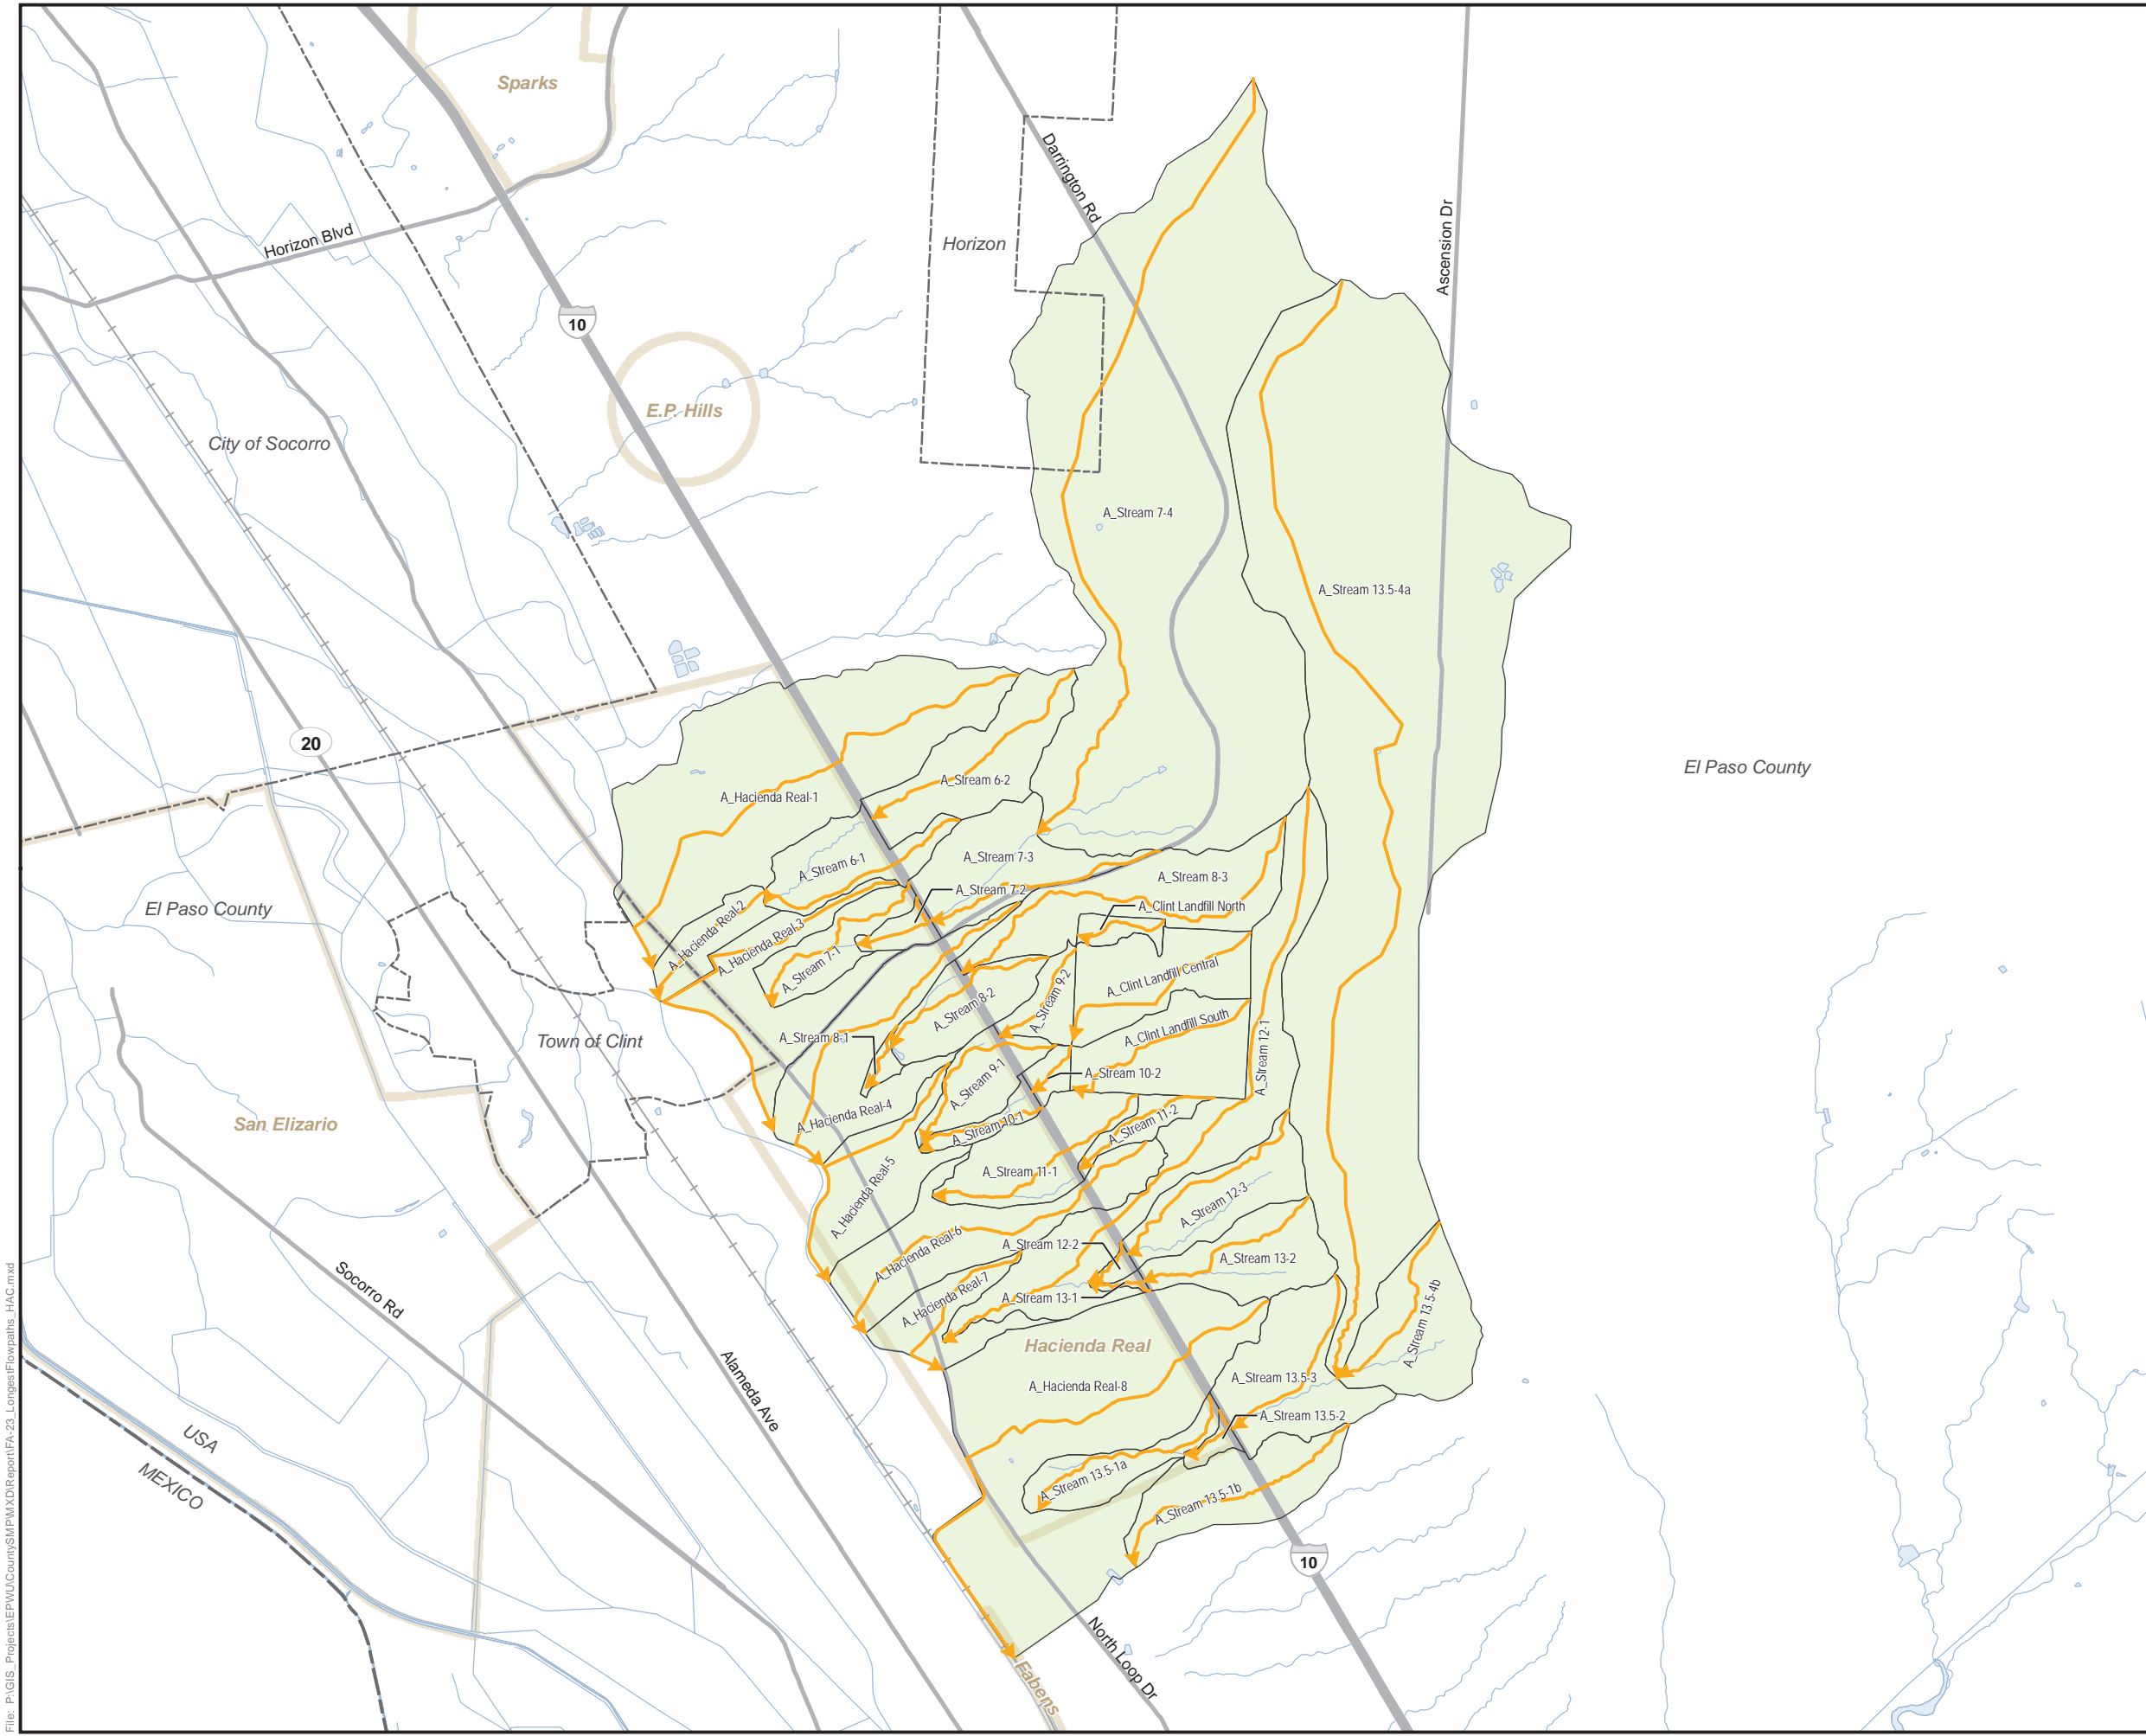 Sparks
Darrington Rd
Horizon Blvd
Horizon
Ascension Dr
10
E.P. Hills
City of Socorro
A_Stream 7-4
A_Stream 13.5-4a
20
El Paso County
A_Stream 6-2
A_Hacienda Real-1
A_Stream 6-1
A_Stream 7-3
A_Stream 8-3
A_Stream 7-2
El Paso County
A_Clint Landfill North
A_Hacienda Real-2
A_Hacienda Real-3
A_Stream 7-1
A_Clint Landfill Central
A_Stream 9-2
A_Stream 8-2
A_Clint Landfill South
Town of Clint
A_Stream 8-1
A_Stream 12-1
A_Stream 9-1
A_Stream 10-2
San Elizario
A_Hacienda Real-4
A_Stream 10-1
A_Stream 11-2
A_Stream 11-1
A_Hacienda Real-5
A_Stream 12-3
A_Hacienda Real-6
A_Stream 12-2
A_Stream 13-2
A_Hacienda Real-7
A_Stream 13-1
Socorro Rd
A_Stream 13.5-4b
Hacienda Real
A_Stream 13.5-3
A_Hacienda Real-8
Alameda Ave
A_Stream 13.5-2
USA
MEXICO
A_Stream 13.5-1a
A_Stream 13.5-1b
10
North Loop Dr
Fabens
File: P:\GIS_Projects\EPWU\CountySMPWMXD\Report\FA-23_LongestFlowpaths_HAC.mxd